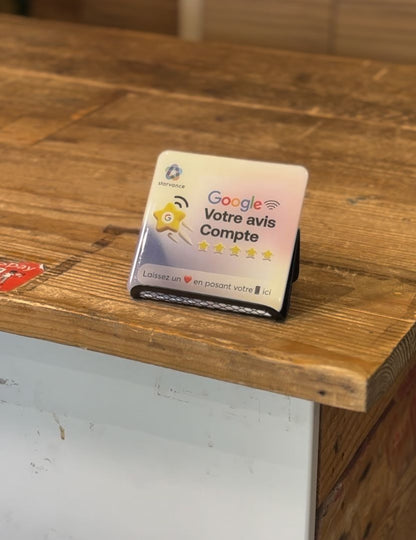 starvance
Google
Votre avis
Compte
G
Laissez un ❤️ en posant votre📱ici